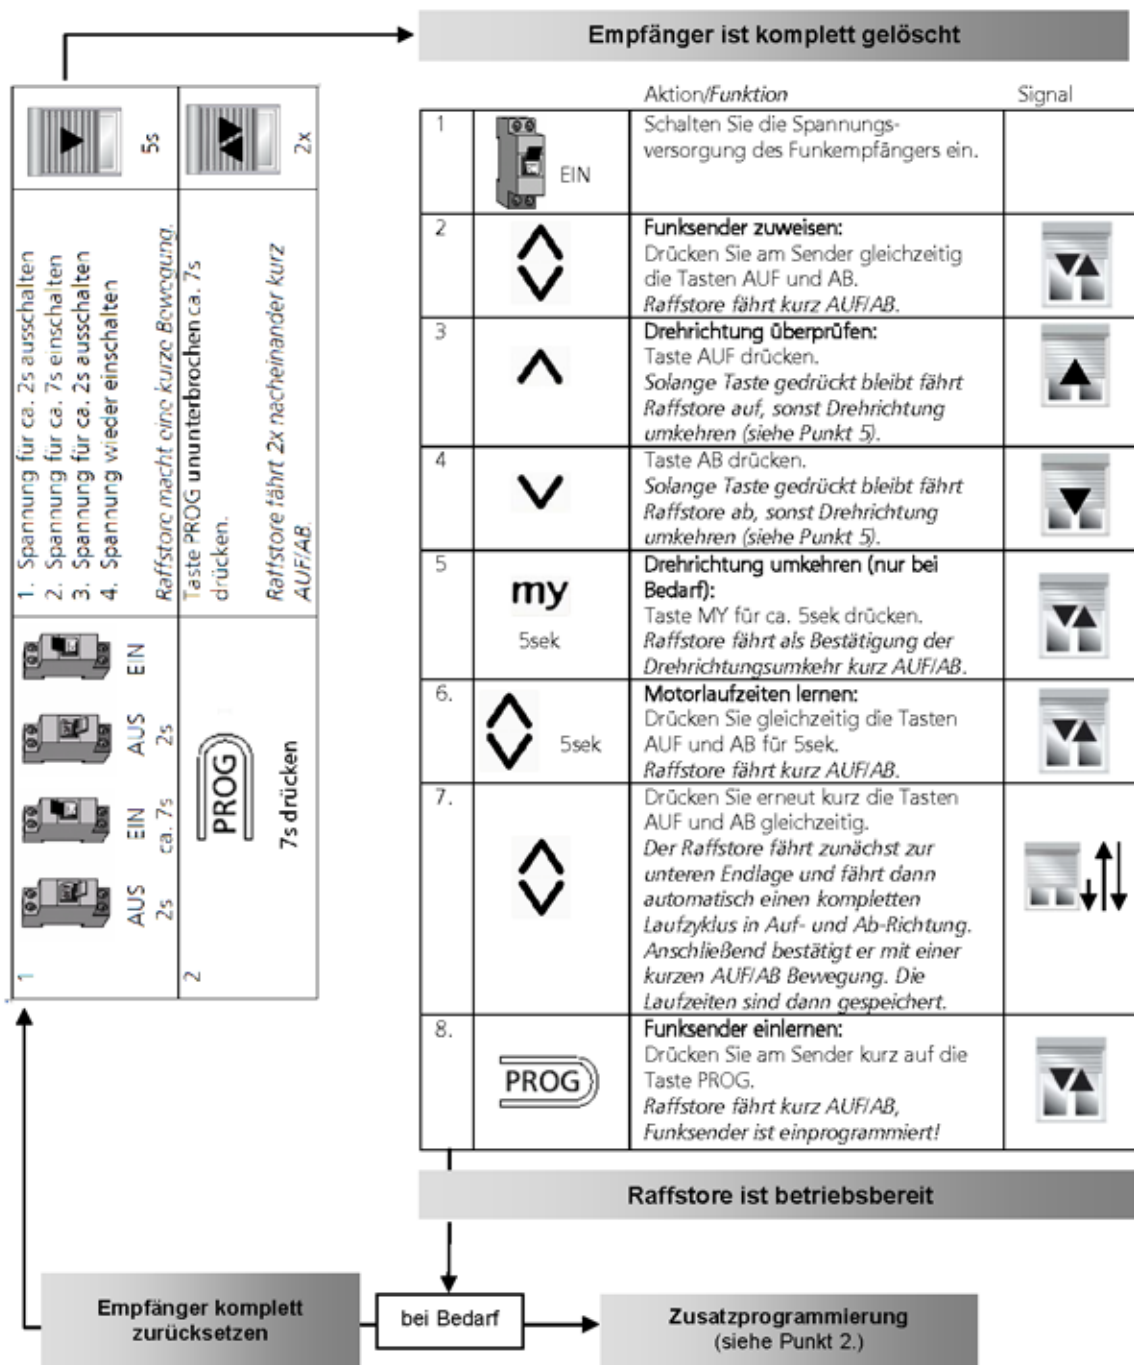 Empfänger ist komplett gelöscht
Aktion/Funktion Signal
1 EIN Schalten Sie die Spannungs-
versorgung des Funkempfängers ein.
2 Funksender zuweisen:
Drücken Sie am Sender gleichzeitig
die Tasten AUF und AB.
Raffstore fährt kurz AUF/AB.
3 Drehrichtung überprüfen:
Taste AUF drücken.
Solange Taste gedrückt bleibt fährt
Raffstore auf, sonst Drehrichtung
umkehren (siehe Punkt 5).
4 Taste AB drücken.
Solange Taste gedrückt bleibt fährt
Raffstore ab, sonst Drehrichtung
umkehren (siehe Punkt 5).
5 Drehrichtung umkehren (nur bei
Bedarf):
my
5sek
Taste MY für ca. 5sek drücken.
Raffstore fährt als Bestätigung der
Drehrichtungsumkehr kurz AUF/AB.
6. Motorlaufzeiten lernen:
5sek
Drücken Sie gleichzeitig die Tasten
AUF und AB für 5sek.
Raffstore fährt kurz AUF/AB.
7. Drücken Sie erneut kurz die Tasten
AUF und AB gleichzeitig.
Der Raffstore fährt zunächst zur
unteren Endlage und fährt dann
automatisch einen kompletten
Laufzyklus in Auf- und Ab-Richtung.
Anschließend bestätigt er mit einer
kurzen AUF/AB Bewegung. Die
Laufzeiten sind dann gespeichert.
8. Funksender einlernen:
PROG
Drücken Sie am Sender kurz auf die
Taste PROG.
Raffstore fährt kurz AUF/AB,
Funksender ist einprogrammiert!
Raffstore ist betriebsbereit
bei Bedarf
Zusatzprogrammierung
(siehe Punkt 2.)
Empfänger komplett
zurücksetzen
1
AUS EIN AUS EIN
2s ca. 7s 2s
1. Spannung für ca. 2s ausschalten
2. Spannung für ca. 7s einschalten
3. Spannung für ca. 2s ausschalten
4. Spannung wieder einschalten
Raffstore macht eine kurze Bewegung.
5s
2
PROG
7s drücken
Taste PROG ununterbrochen ca. 7s
drücken.
Raffstore fährt 2x nacheinander kurz
AUF/AB.
2x